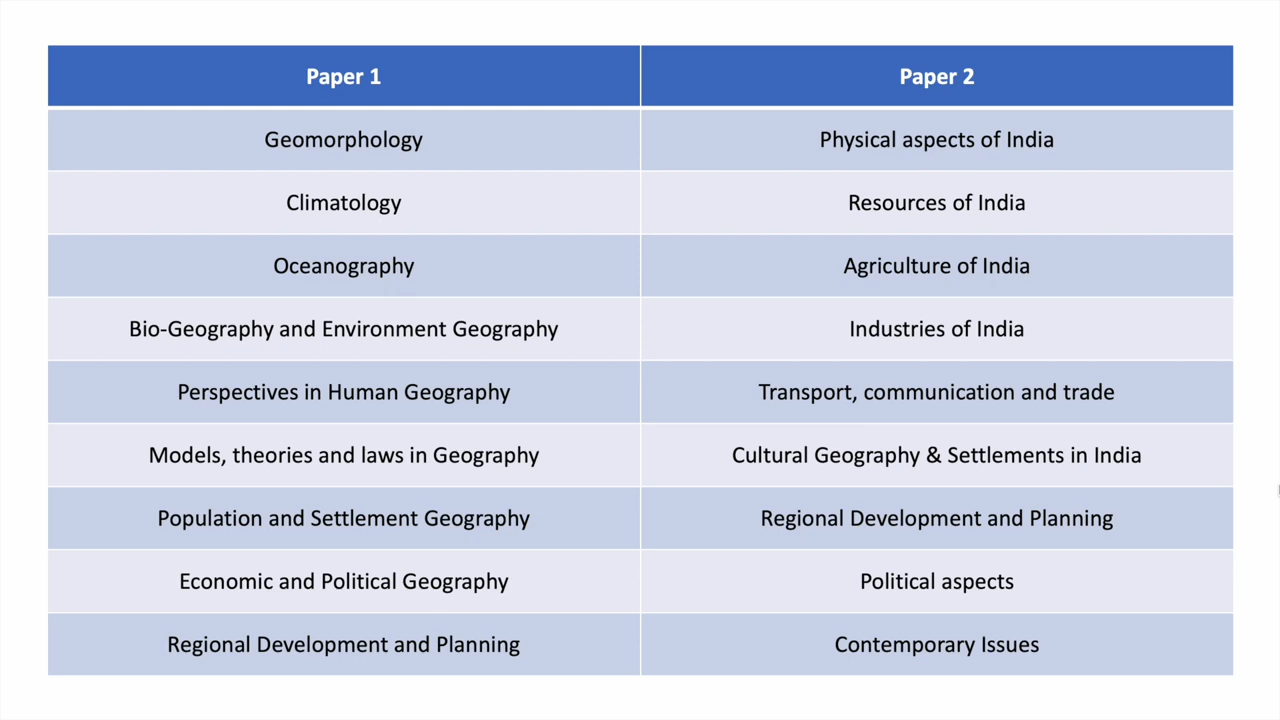 Paper 1 Paper 2
Geomorphology Physical aspects of India
Climatology Resources of India
Oceanography Agriculture of India
Bio-Geography and Environment Geography Industries of India
Perspectives in Human Geography Transport, communication and trade
Models, theories and laws in Geography Cultural Geography & Settlements in India
Population and Settlement Geography Regional Development and Planning
Economic and Political Geography Political aspects
Regional Development and Planning Contemporary Issues